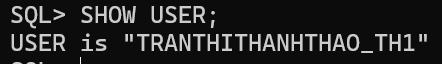 SQL> SHOW USER;
USER is "TRANTHITHANHTHAO_TH1"